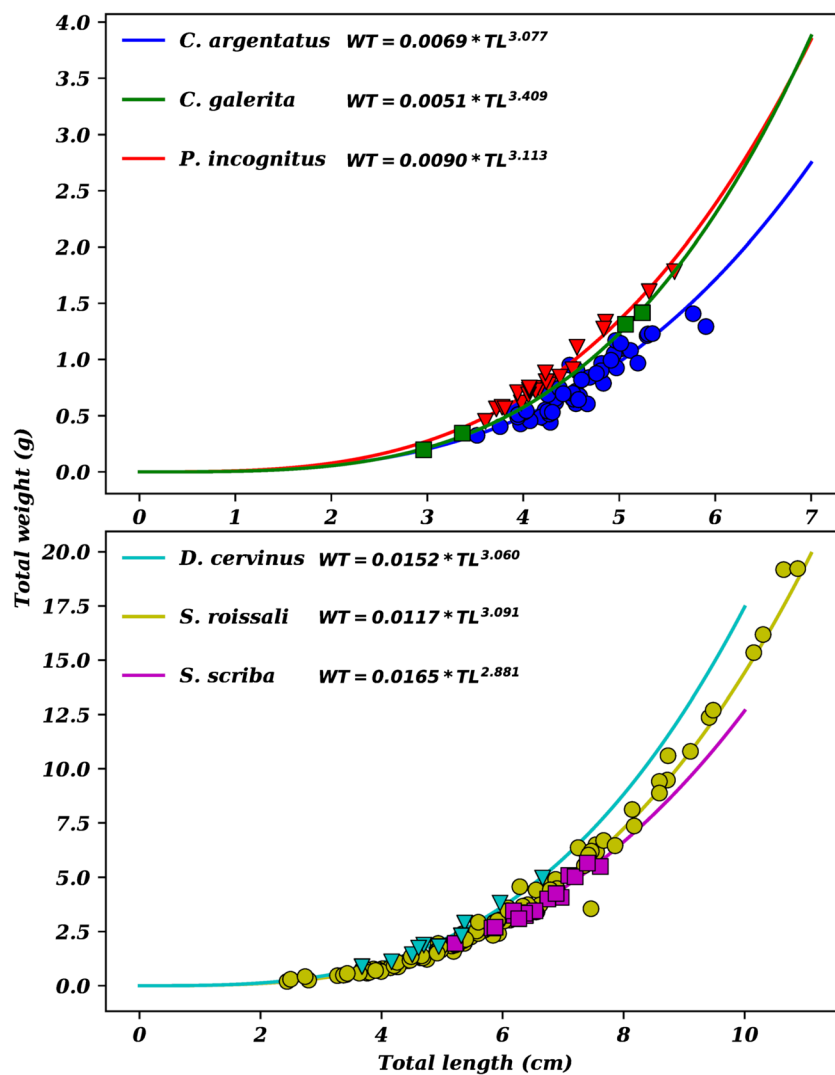 4.0
C. argentatus WT = 0.0069 * TL^3.077
3.5
C. galerita WT = 0.0051 * TL^3.409
3.0
P. incognitus WT = 0.0090 * TL^3.113
2.5
2.0
1.5
1.0
0.5
0.0
0 1 2 3 4 5 6 7
Total weight (g)
20.0
D. cervinus WT = 0.0152 * TL^3.060
17.5
S. roissali WT = 0.0117 * TL^3.091
15.0
S. scriba WT = 0.0165 * TL^2.881
12.5
10.0
7.5
5.0
2.5
0.0
0 2 4 6 8 10
Total length (cm)